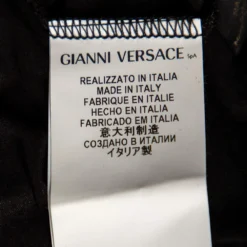 GIANNI VERSACE SpA
REALIZZATO IN ITALIA
MADE IN ITALY
FABRIQUE EN ITALIE
HECHO EN ITALIA
FABRICADO EM ITALIA
意大利制造
СОЗДАНО В ИТАЛИИ
イタリア製